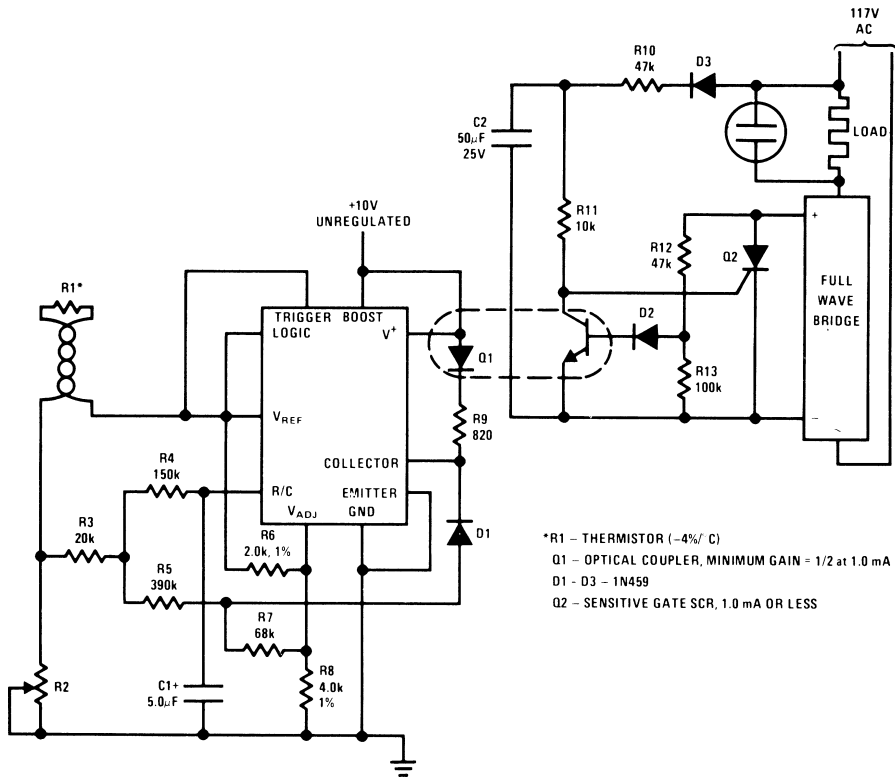 117V
AC
R10
47k
D3
C2
50µF
25V
LOAD
+10V
UNREGULATED
R11
10k
R12
47k
Q2
+
FULL
WAVE
BRIDGE
R1*
TRIGGER BOOST
LOGIC
V+
Q1
D2
R13
100k
−
~
R9
820
VREF
COLLECTOR
R4
150k
R/C
EMITTER
VADJ
GND
D1
R3
20k
R6
2.0k, 1%
R5
390k
R7
68k
R2
C1+
5.0µF
R8
4.0k
1%
*R1 – THERMISTOR (–4%/°C)
Q1 – OPTICAL COUPLER, MINIMUM GAIN = 1/2 at 1.0 mA
D1 - D3 – 1N459
Q2 – SENSITIVE GATE SCR, 1.0 mA OR LESS